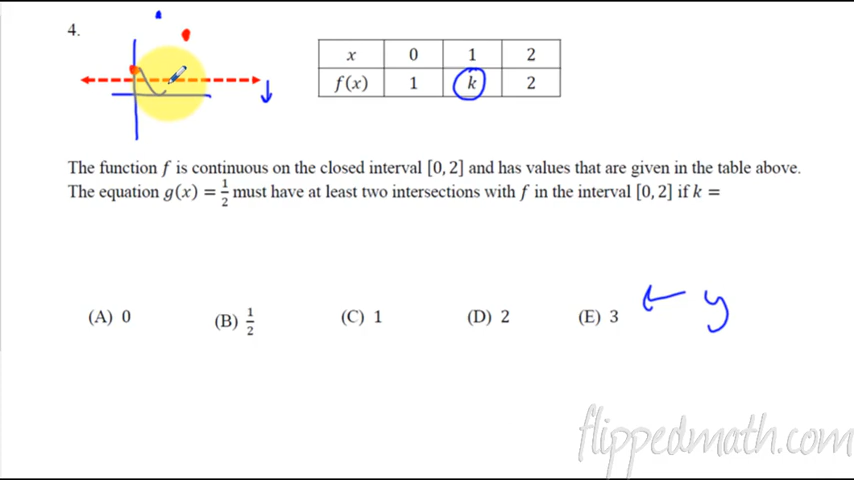 4.
x 0 1 2
f(x) 1 k 2
The function f is continuous on the closed interval [0, 2] and has values that are given in the table above.
The equation g(x) = 1/2 must have at least two intersections with f in the interval [0, 2] if k =
(A) 0 (B) 1/2 (C) 1 (D) 2 (E) 3 ← y
flippedmath.com